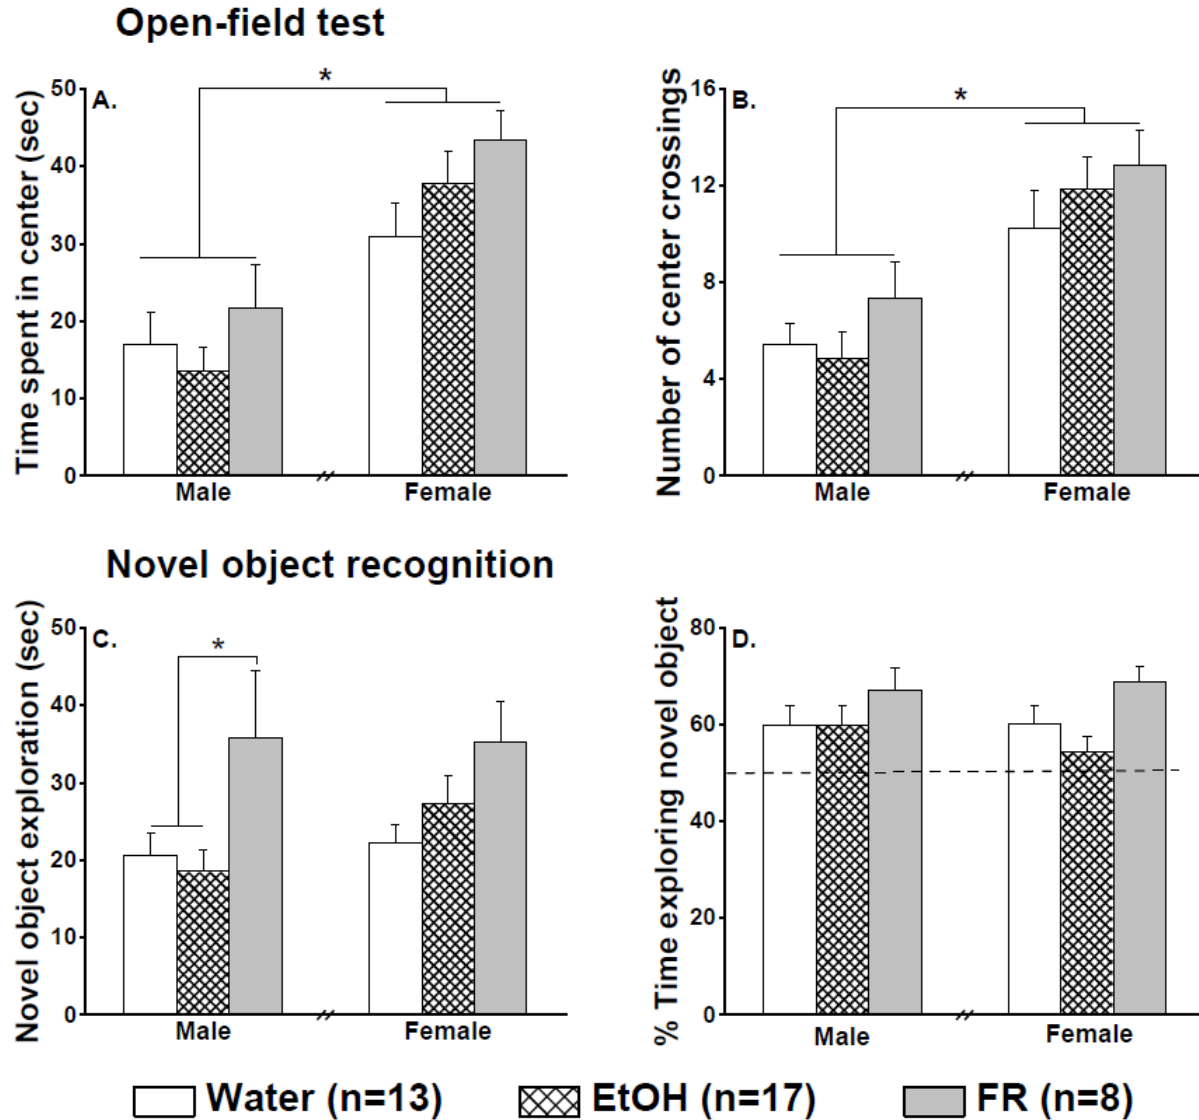 Open-field test
A.
*
Time spent in center (sec)
50
40
30
20
10
0
Male
Female
B.
*
Number of center crossings
16
12
8
4
0
Male
Female
Novel object recognition
C.
*
Novel object exploration (sec)
50
40
30
20
10
0
Male
Female
D.
% Time exploring novel object
80
60
40
20
0
Male
Female
Water (n=13) EtOH (n=17) FR (n=8)